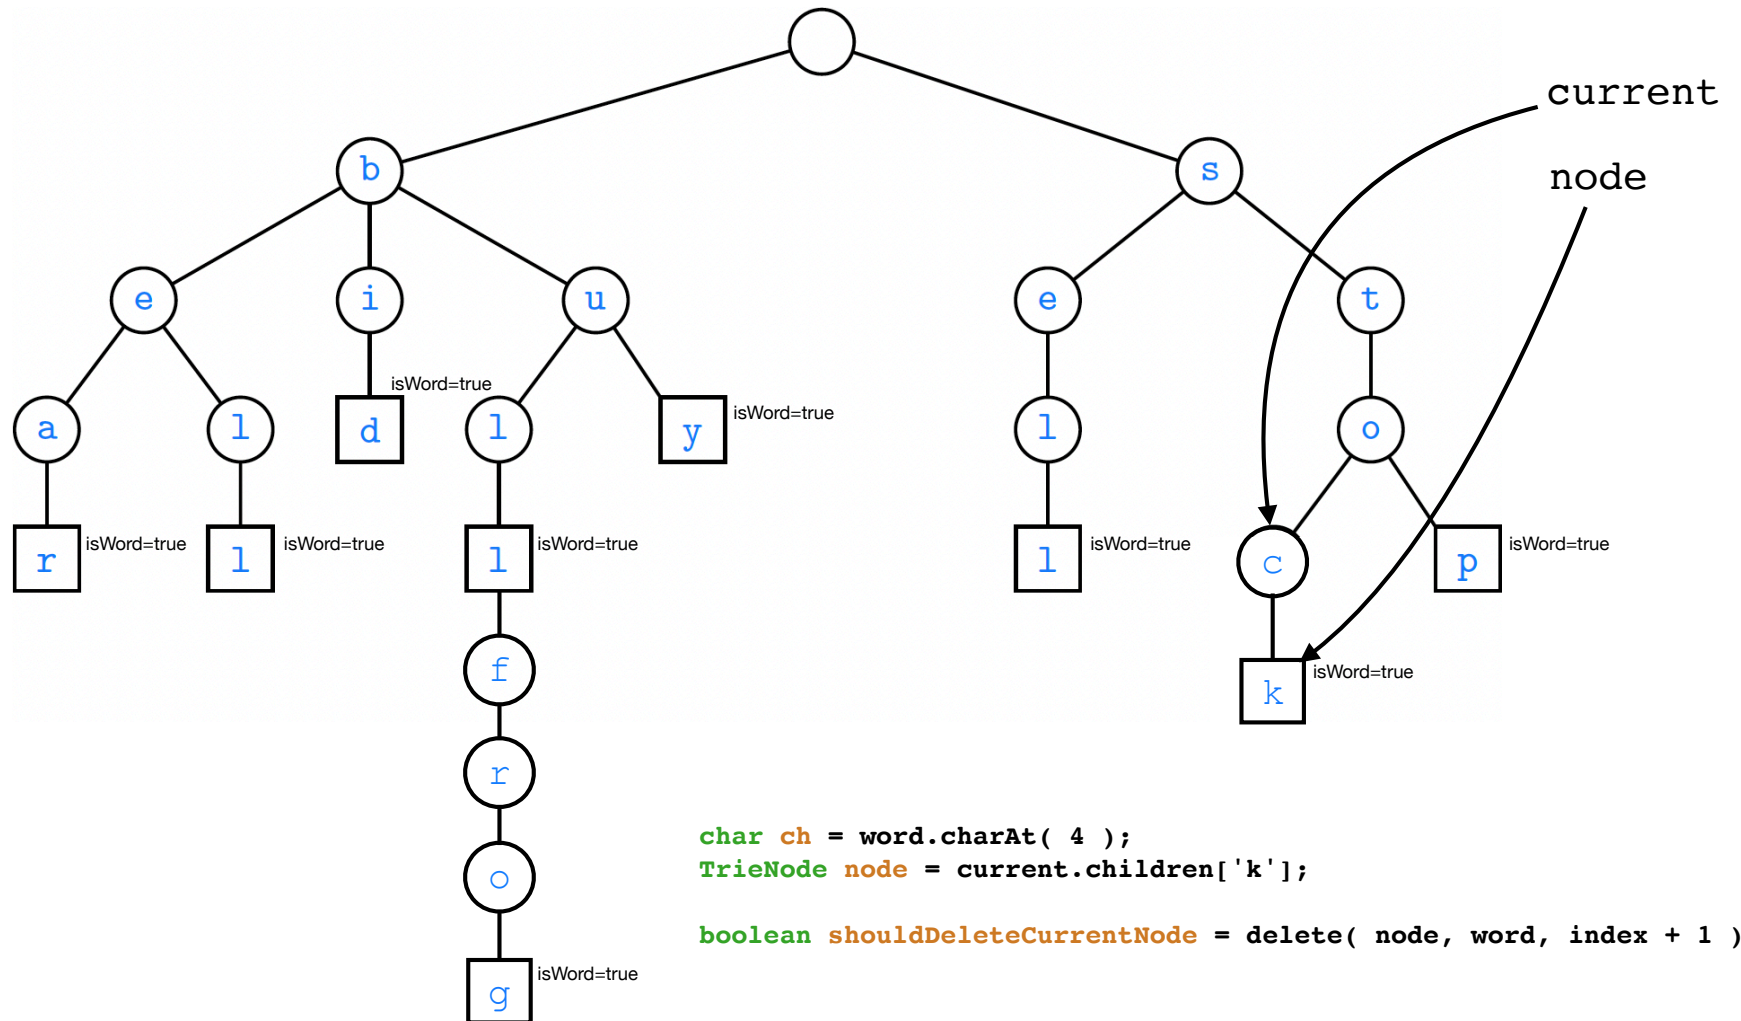 current
b
s
node
e
i
u
e
t
isWord=true
a
l
d
l
y
isWord=true
l
o
r
isWord=true
l
isWord=true
l
isWord=true
l
isWord=true
c
p
isWord=true
f
k
isWord=true
r
char ch = word.charAt( 4 );
TrieNode node = current.children['k'];
o
boolean shouldDeleteCurrentNode = delete( node, word, index + 1 )
g
isWord=true